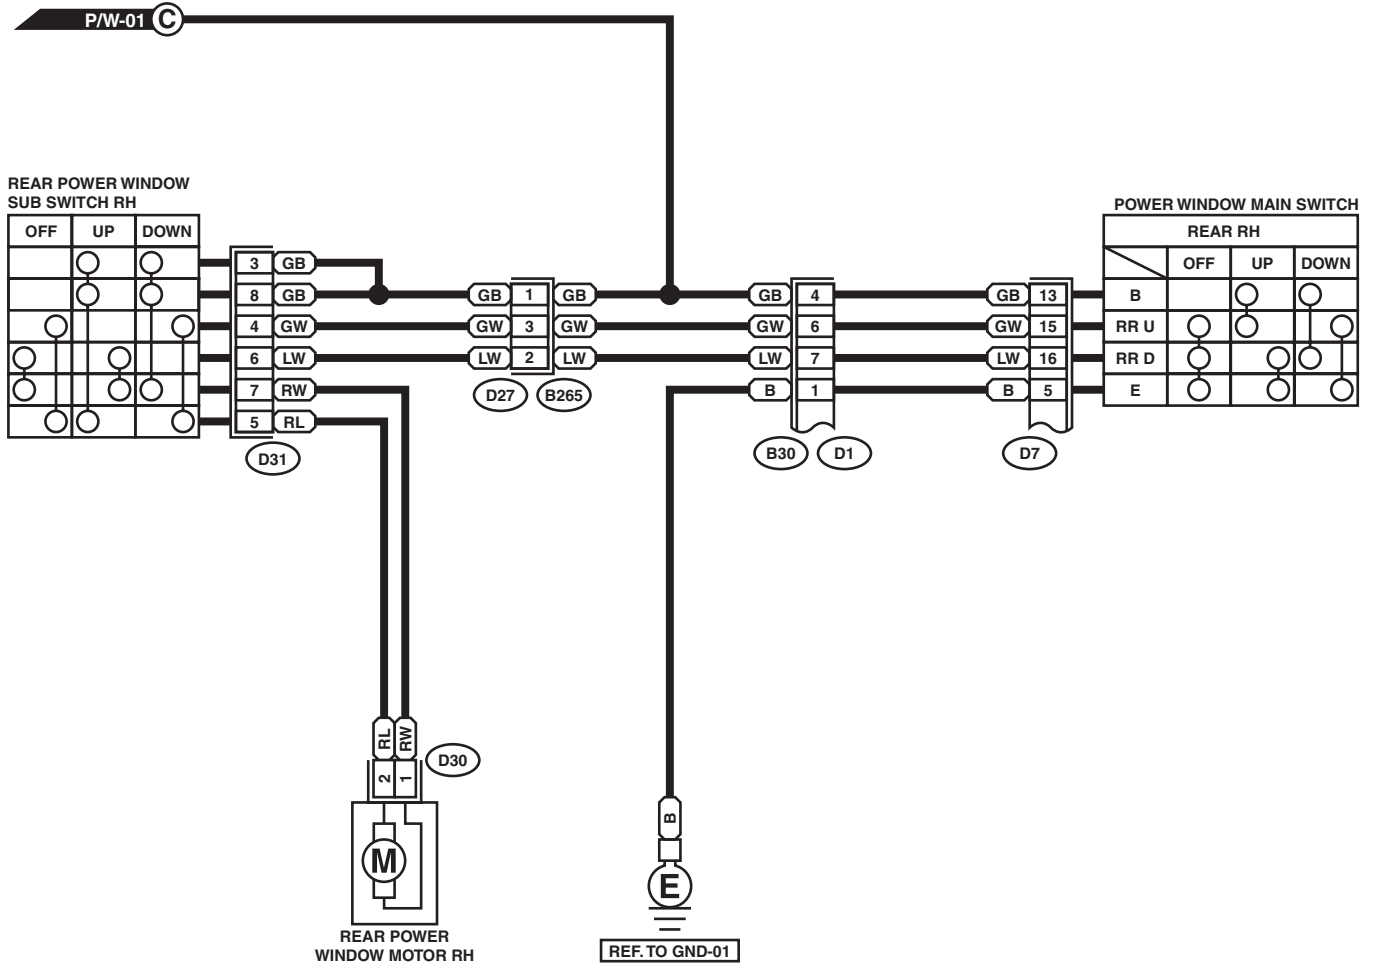 P/W-01 C
REAR POWER WINDOW
SUB SWITCH RH
OFF UP DOWN
3 GB
8 GB
4 GW
6 LW
7 RW
5 RL
D31
GB 1 GB
GW 3 GW
LW 2 LW
D27 B265
GB 4
GW 6
LW 7
B 1
B30 D1
GB 13
GW 15
LW 16
B 5
D7
POWER WINDOW MAIN SWITCH
REAR RH
OFF UP DOWN
B
RR U
RR D
E
RL RW
2 1
D30
M
REAR POWER
WINDOW MOTOR RH
B
E
REF. TO GND-01